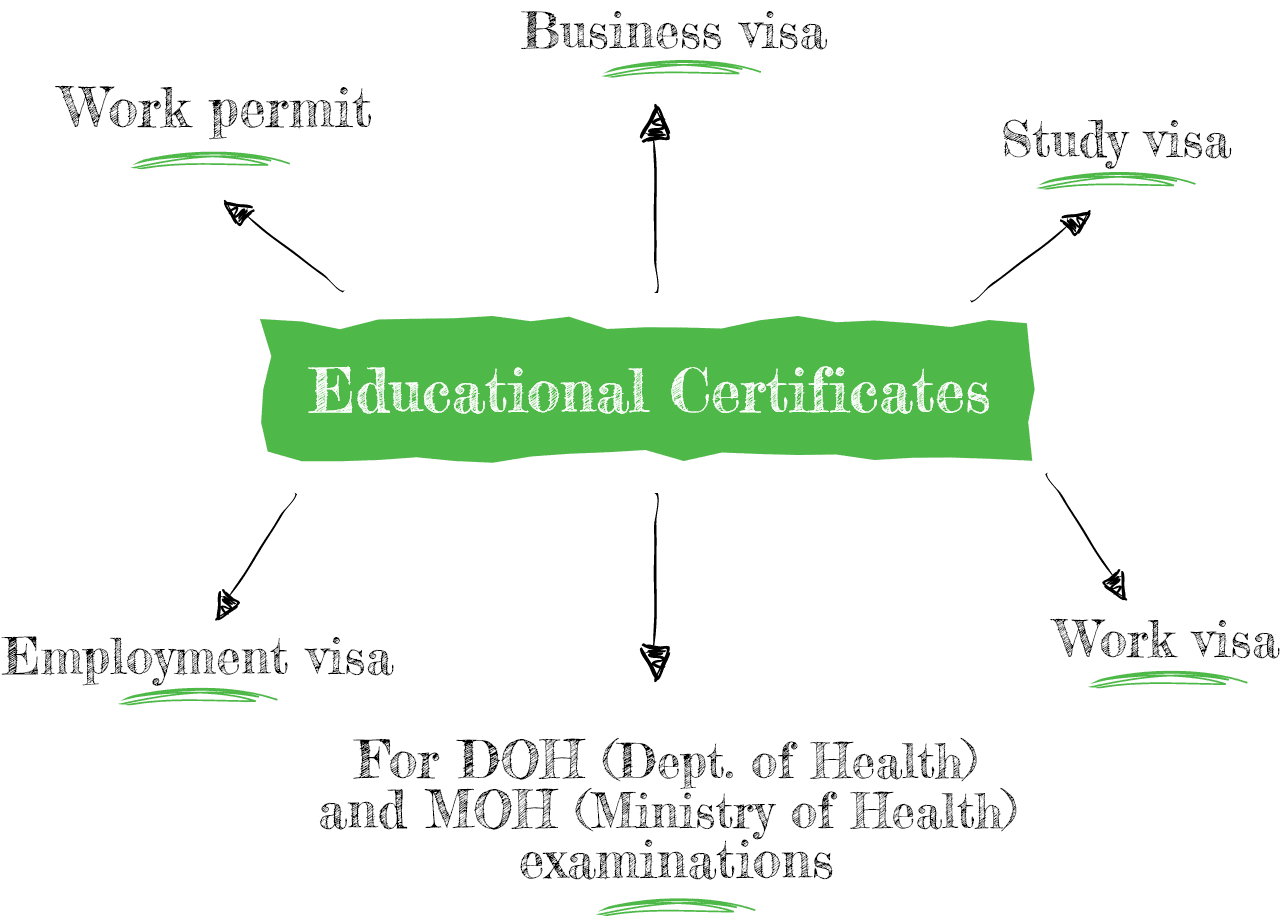 Business visa
Work permit
Study visa
Educational Certificates
Employment visa
Work visa
For DOH (Dept. of Health)
and MOH (Ministry of Health)
examinations